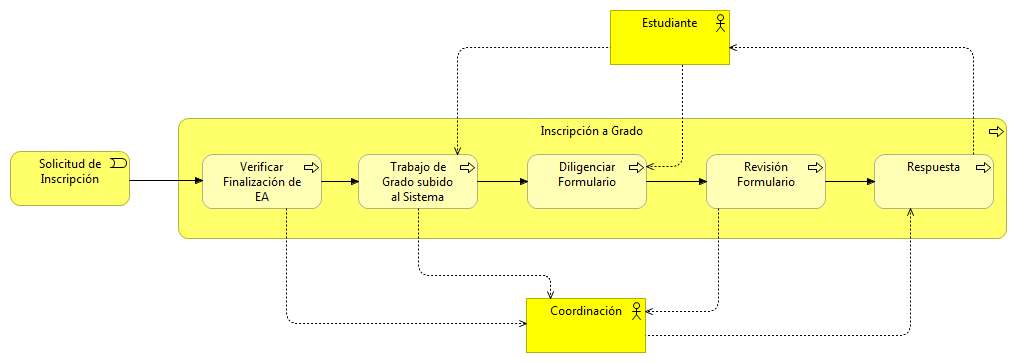 Estudiante
Inscripción a Grado
Solicitud de
Inscripción
Verificar
Finalización de
EA
Trabajo de
Grado subido
al Sistema
Diligenciar
Formulario
Revisión
Formulario
Respuesta
Coordinación